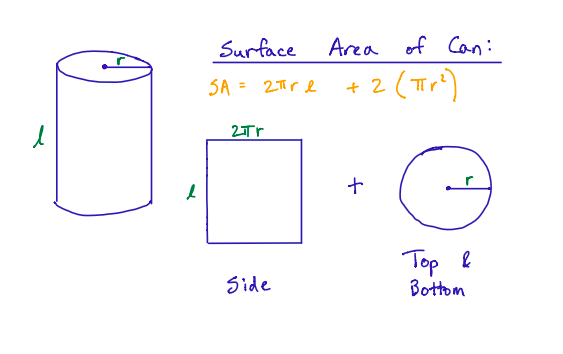 Surface Area of Can:
SA = 2πrl + 2(πr²)
r
l
2πr
l
+
r
Side
Top &
Bottom